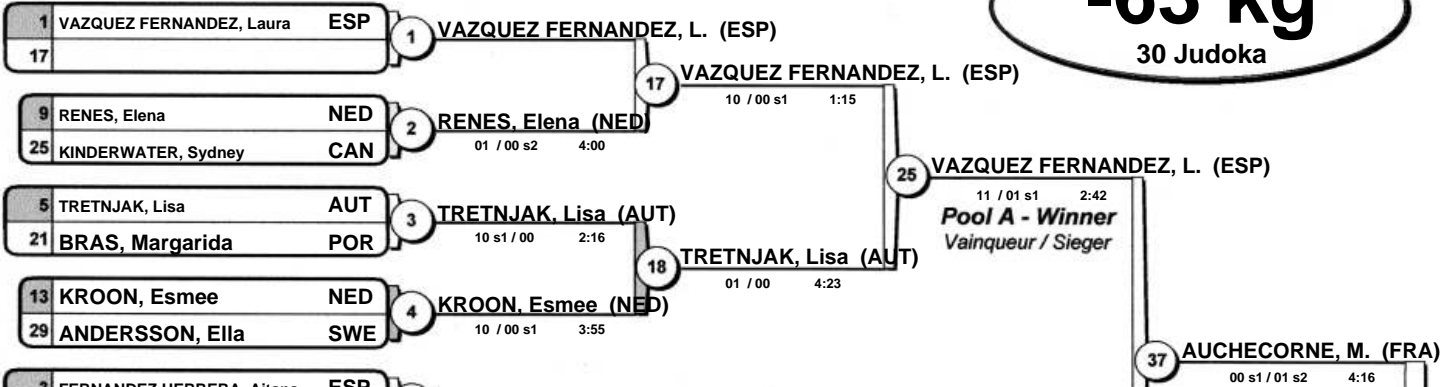 -63 kg
30 Judoka
1 VAZQUEZ FERNANDEZ, Laura ESP
17
1 VAZQUEZ FERNANDEZ, L. (ESP)
9 RENES, Elena NED
25 KINDERWATER, Sydney CAN
2 RENES, Elena (NED)
01 / 00 s2 4:00
17 VAZQUEZ FERNANDEZ, L. (ESP)
10 / 00 s1 1:15
5 TRETNJAK, Lisa AUT
21 BRAS, Margarida POR
3 TRETNJAK, Lisa (AUT)
10 s1 / 00 2:16
13 KROON, Esmee NED
29 ANDERSSON, Ella SWE
4 KROON, Esmee (NED)
10 / 00 s1 3:55
18 TRETNJAK, Lisa (AUT)
01 / 00 4:23
25 VAZQUEZ FERNANDEZ, L. (ESP)
11 / 01 s1 2:42
Pool A - Winner
Vainqueur / Sieger
37 AUCHECORNE, M. (FRA)
00 s1 / 01 s2 4:16
ESP